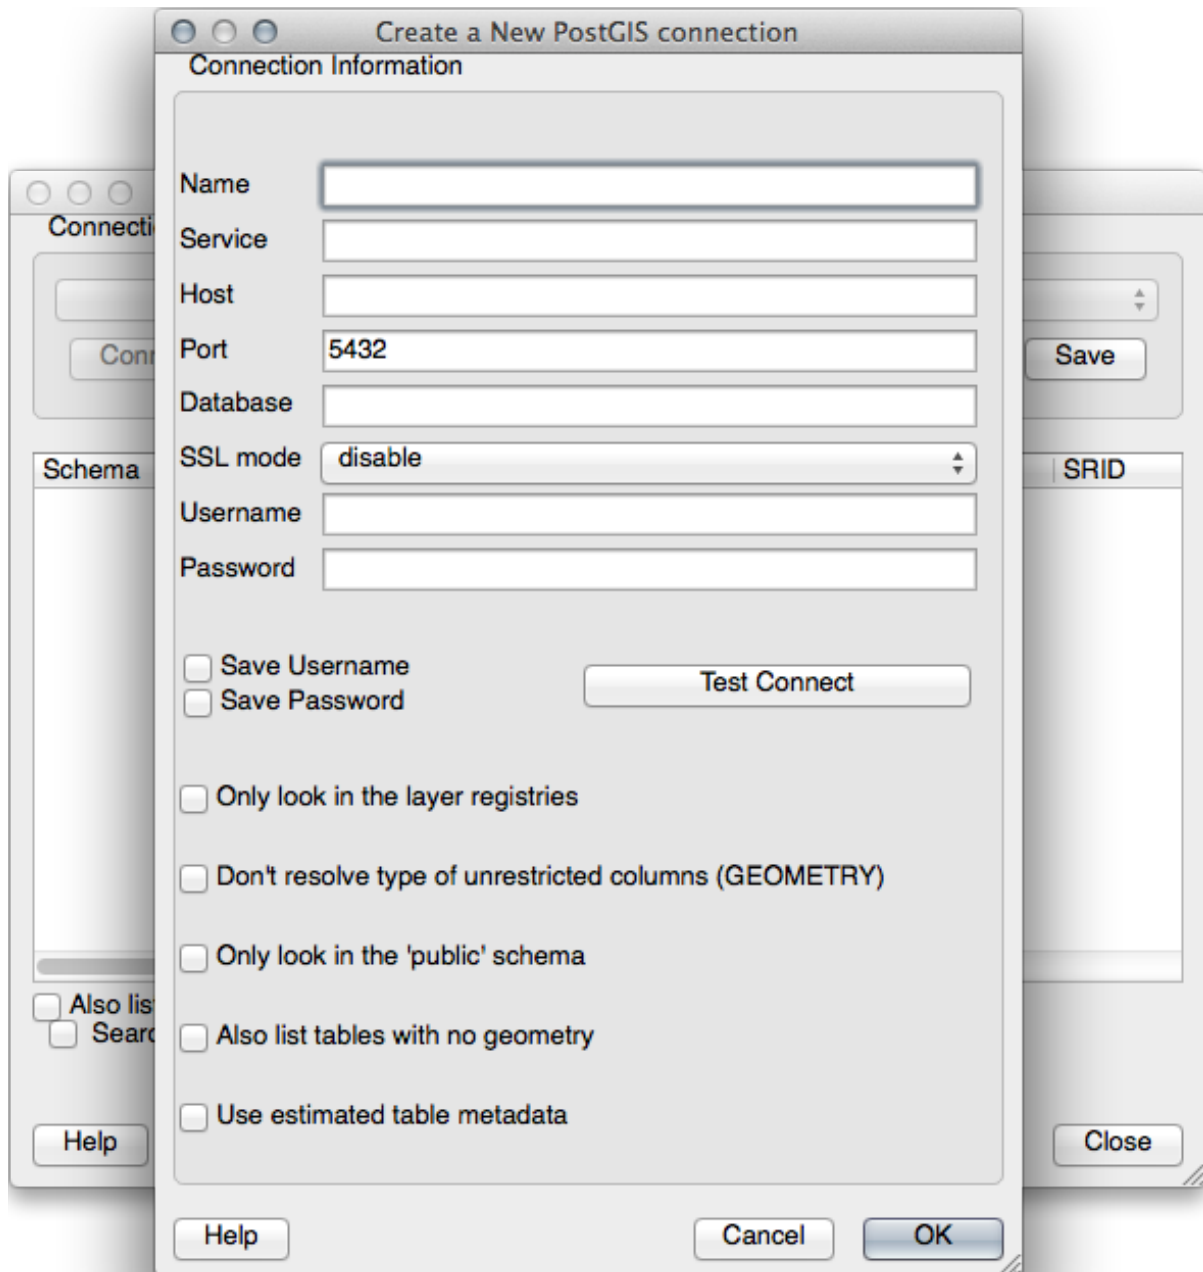 Create a New PostGIS connection
Connection Information
Name
Service
Host
Port 5432
Database
SSL mode disable
Username
Password
Save Username
Save Password
Test Connect
Only look in the layer registries
Don't resolve type of unrestricted columns (GEOMETRY)
Only look in the 'public' schema
Also list tables with no geometry
Use estimated table metadata
Help Cancel OK
Connecti
Conn
Save
Schema SRID
Also lis
Searc
Help Close